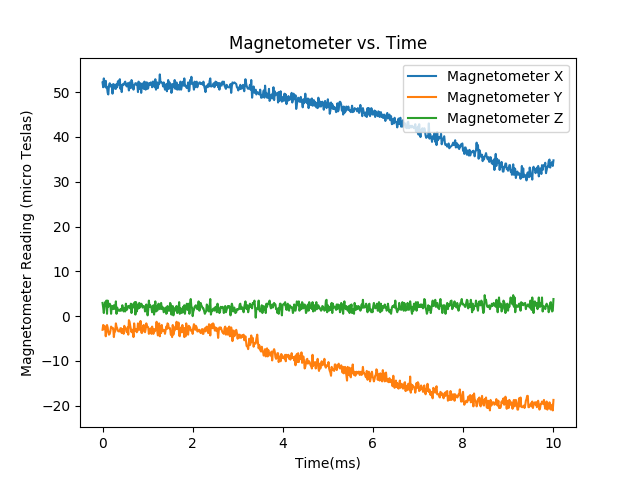 Magnetometer vs. Time
Magnetometer X
Magnetometer Y
Magnetometer Z
Magnetometer Reading (micro Teslas)
50
40
30
20
10
0
−10
−20
0 2 4 6 8 10
Time(ms)